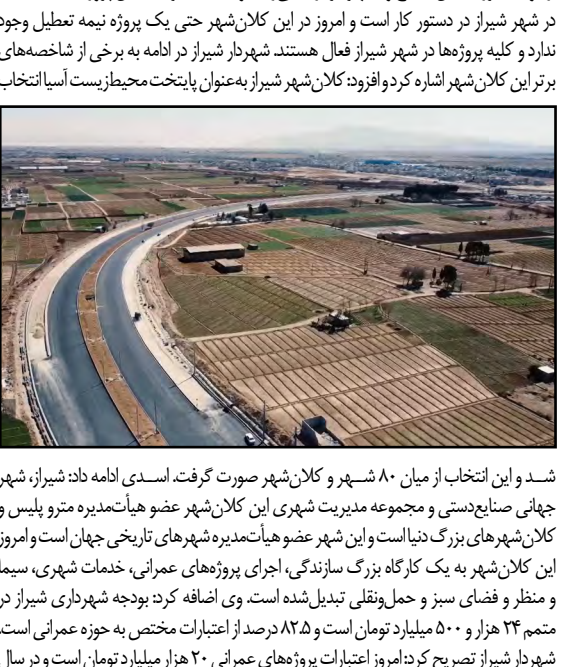 در شهر شیراز در دستور کار است و امروز در این کلان‌شهر حتی یک پروژه نیمه تعطیل وجود
ندارد و کلیه پروژه‌ها در شهر شیراز فعال هستند. شهردار شیراز در ادامه به برخی از شاخصه‌های
برتر این کلان‌شهر اشاره کرد و افزود: کلان‌شهر شیراز به‌عنوان پایتخت محیط‌زیست آسیا انتخاب
شــد و این انتخاب از میان ۸۰ شــهر و کلان‌شهر صورت گرفت. اســدی ادامه داد: شیراز، شهر
جهانی صنایع‌دستی و مجموعه مدیریت شهری این کلان‌شهر عضو هیأت‌مدیره مترو پلیس و
کلان‌شهرهای بزرگ دنیا است و این شهر عضو هیأت‌مدیره شهرهای تاریخی جهان است و امروز
این کلان‌شهر به یک کارگاه بزرگ سازندگی، اجرای پروژه‌های عمرانی، خدمات شهری، سیما
و منظر و فضای سبز و حمل‌ونقلی تبدیل‌شده است. وی اضافه کرد: بودجه شهرداری شیراز در
متمم ۲۴ هزار و ۵۰۰ میلیارد تومان است و ۸۲.۵ درصد از اعتبارات مختص به حوزه عمرانی است.
شهردار شیراز تصریح کرد: امروز اعتبارات پروژه‌های عمرانی ۲۰ هزار میلیارد تومان است و در سال